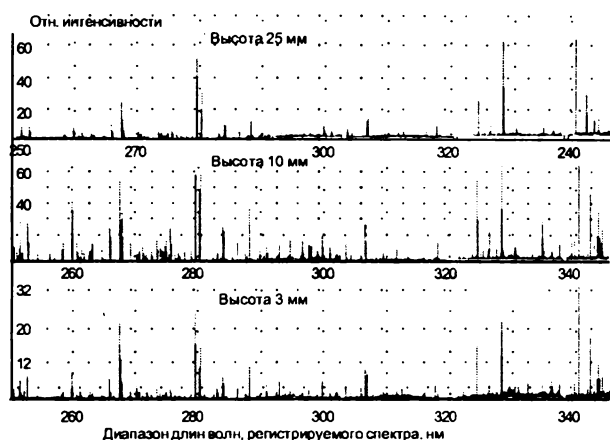 Отн. интенсивности
Высота 25 мм
60
40
20
250 270 300 320 240
Высота 10 мм
60
40
260 280 300 320 340
Высота 3 мм
32
20
12
260 280 300 320 340
Диапазон длин волн, регистрируемого спектра, нм